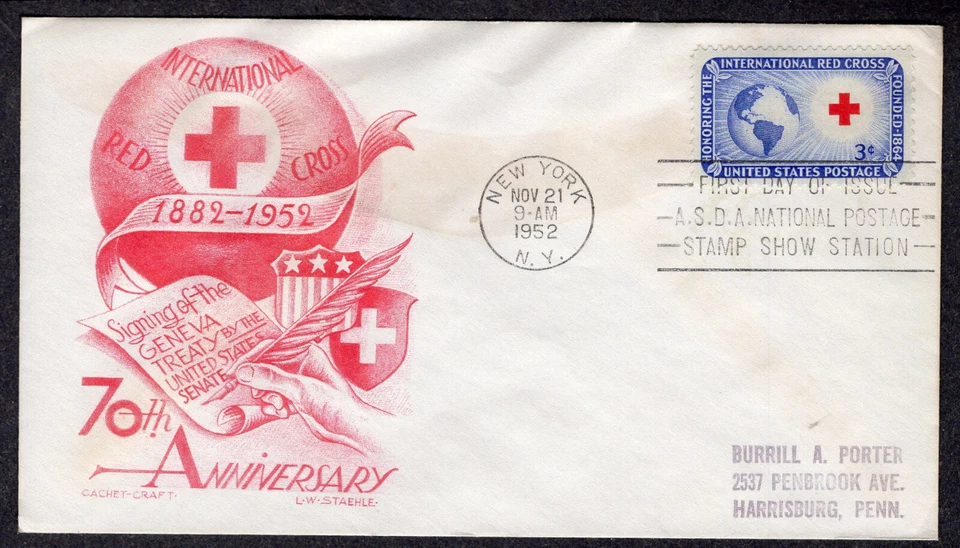 INTERNATIONAL
RED CROSS
1882-1952
Signing of the
GENEVA
TREATY BY THE
UNITED STATES
SENATE
70th
ANNIVERSARY
CACHET-CRAFT.
L.W. STAEHLE.
NEW YORK
NOV 21
9-AM
1952
N.Y.
HONORING THE
INTERNATIONAL RED CROSS
FOUNDED-1864
3¢
UNITED STATES POSTAGE
FIRST DAY OF ISSUE
A.S.D.A. NATIONAL POSTAGE
STAMP SHOW STATION
BURRILL A. PORTER
2537 PENBROOK AVE.
HARRISBURG, PENN.